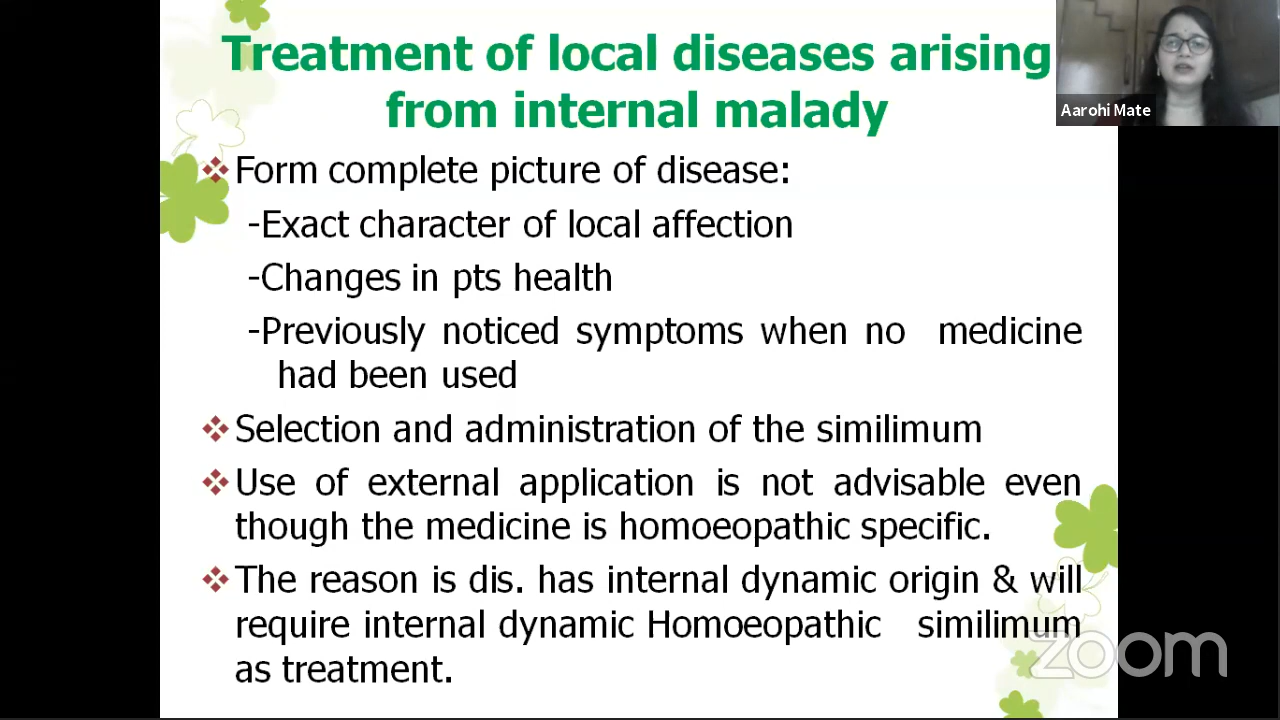 Treatment of local diseases arising
from internal malady
Aarohi Mate
Form complete picture of disease:
-Exact character of local affection
-Changes in pts health
-Previously noticed symptoms when no medicine
had been used
Selection and administration of the similimum
Use of external application is not advisable even
though the medicine is homoeopathic specific.
The reason is dis. has internal dynamic origin & will
require internal dynamic Homoeopathic similimum
as treatment.
zoom